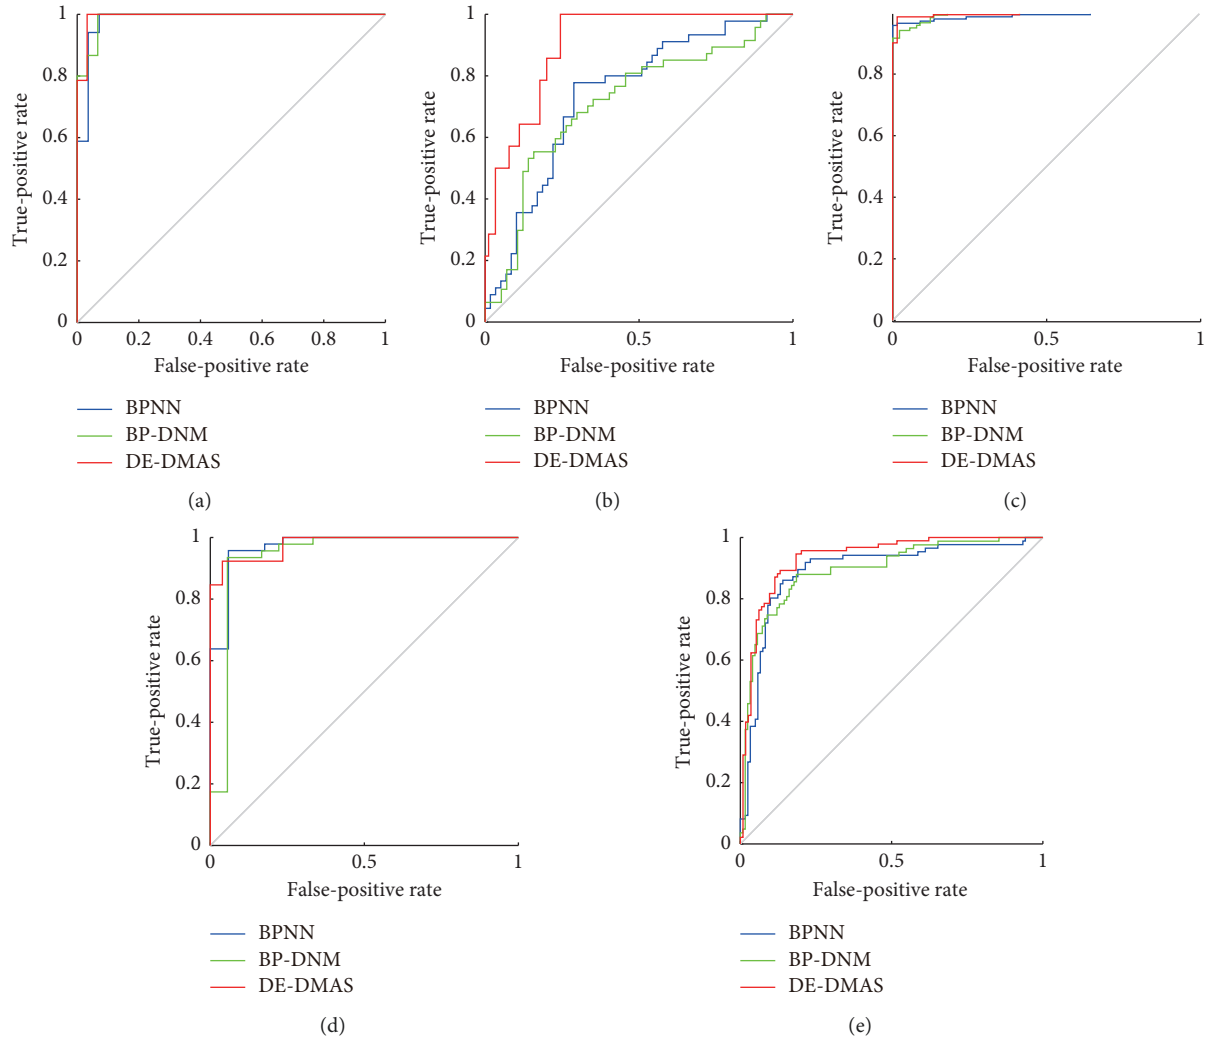 1
0.8
0.6
0.4
0.2
0
True-positive rate
0 0.2 0.4 0.6 0.8 1
False-positive rate
BPNN
BP-DNM
DE-DMAS
(a)
1
0.8
0.6
0.4
0.2
0
True-positive rate
0 0.5 1
False-positive rate
BPNN
BP-DNM
DE-DMAS
(b)
1
0.8
0.6
0.4
0.2
0
True-positive rate
0 0.5 1
False-positive rate
BPNN
BP-DNM
DE-DMAS
(c)
1
0.8
0.6
0.4
0.2
0
True-positive rate
0 0.5 1
False-positive rate
BPNN
BP-DNM
DE-DMAS
(d)
1
0.8
0.6
0.4
0.2
0
True-positive rate
0 0.5 1
False-positive rate
BPNN
BP-DNM
DE-DMAS
(e)